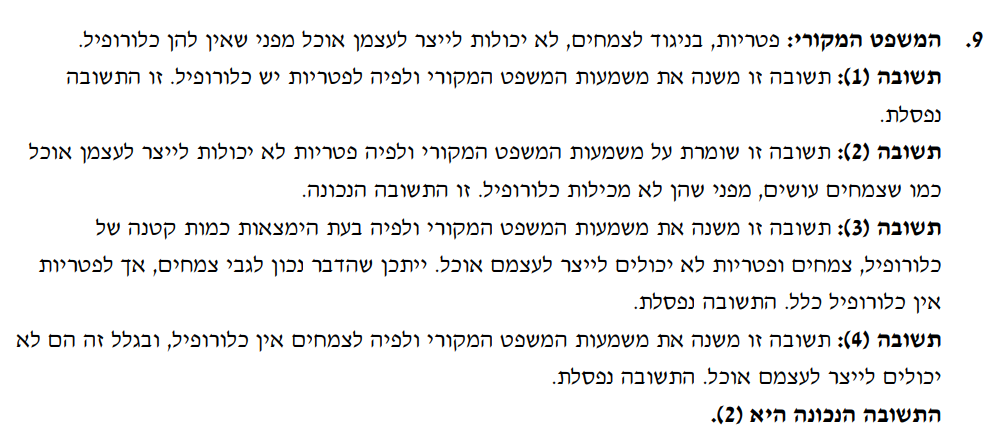 9. המשפט המקורי: פטריות, בניגוד לצמחים, לא יכולות לייצר לעצמן אוכל מפני שאין להן כלורופיל.
תשובה (1): תשובה זו משנה את משמעות המשפט המקורי ולפיה לפטריות יש כלורופיל. זו התשובה
נפסלת.
תשובה (2): תשובה זו שומרת על משמעות המשפט המקורי ולפיה פטריות לא יכולות לייצר לעצמן אוכל
כמו שצמחים עושים, מפני שהן לא מכילות כלורופיל. זו התשובה הנכונה.
תשובה (3): תשובה זו משנה את משמעות המשפט המקורי ולפיה בעת הימצאות כמות קטנה של
כלורופיל, צמחים ופטריות לא יכולים לייצר לעצמם אוכל. ייתכן שהדבר נכון לגבי צמחים, אך לפטריות
אין כלורופיל כלל. התשובה נפסלת.
תשובה (4): תשובה זו משנה את משמעות המשפט המקורי ולפיה לצמחים אין כלורופיל, ובגלל זה הם לא
יכולים לייצר לעצמם אוכל. התשובה נפסלת.
התשובה הנכונה היא (2).